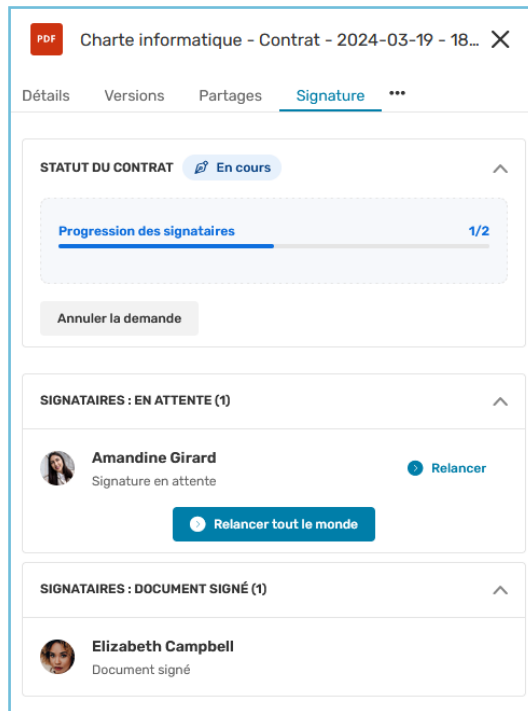 PDF
Charte informatique - Contrat - 2024-03-19 - 18...
Détails Versions Partages Signature •••
STATUT DU CONTRAT En cours
Progression des signataires 1/2
Annuler la demande
SIGNATAIRES : EN ATTENTE (1)
Amandine Girard
Signature en attente
Relancer
Relancer tout le monde
SIGNATAIRES : DOCUMENT SIGNÉ (1)
Elizabeth Campbell
Document signé